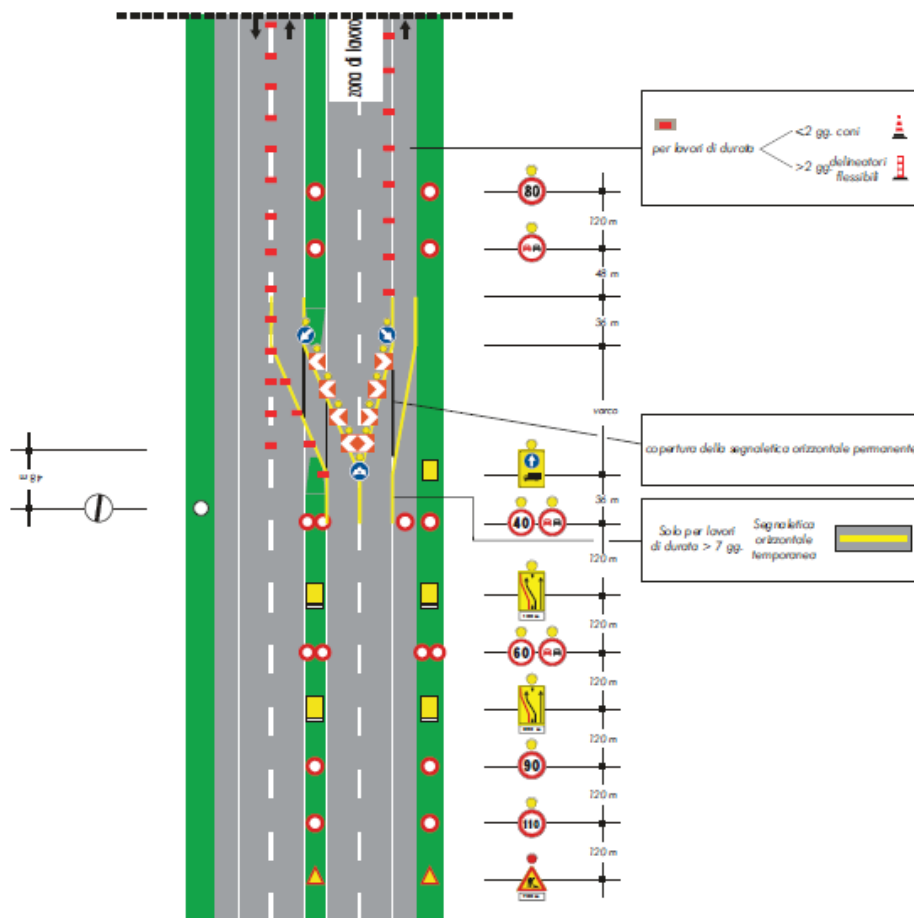 zona di lavoro
per lavori di durata
<2 gg. coni
>2 gg. delineatori
flessibili
80
120 m
48 m
36 m
varco
copertura della segnaletica orizzontale permanente
48 m
36 m
40
Solo per lavori
di durata > 7 gg.
Segnaletica
orizzontale
temporanea
120 m
120 m
60
120 m
120 m
90
120 m
110
120 m